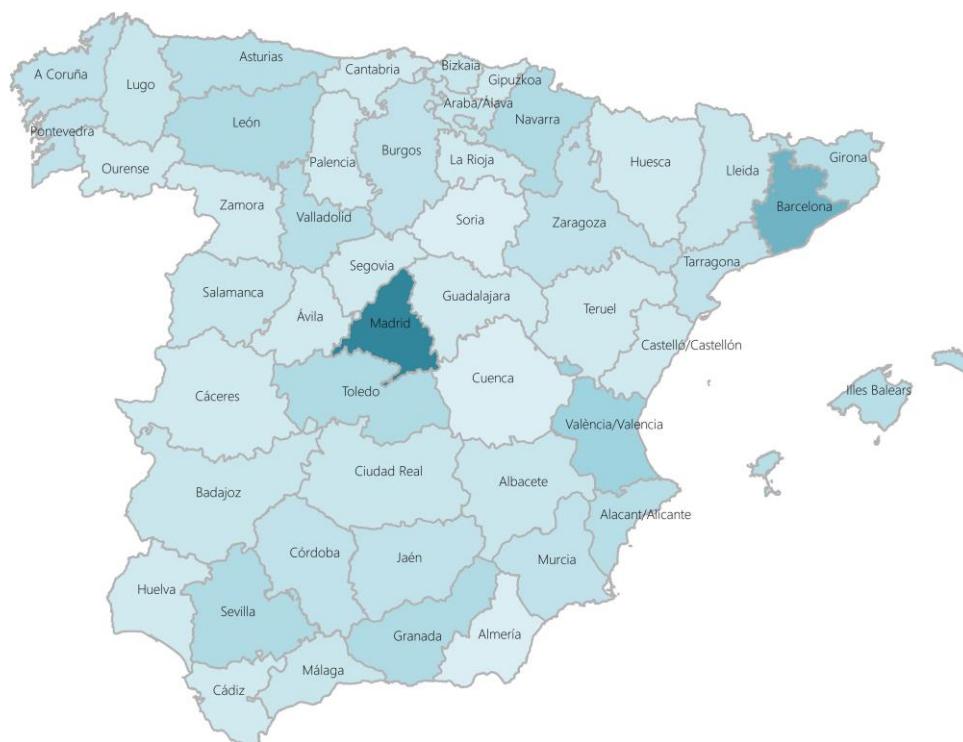 Asturias
Cantabria
Bizkaia
A Coruña
Gipuzkoa
Lugo
Araba/Álava
Navarra
León
Pontevedra
Burgos
Palencia
La Rioja
Huesca
Girona
Ourense
Lleida
Zamora
Barcelona
Valladolid
Soria
Zaragoza
Tarragona
Segovia
Salamanca
Guadalajara
Ávila
Teruel
Madrid
Castelló/Castellón
Cuenca
Illes Balears
Toledo
Cáceres
València/Valencia
Ciudad Real
Albacete
Badajoz
Alacant/Alicante
Córdoba
Jaén
Murcia
Huelva
Sevilla
Granada
Almería
Málaga
Cádiz